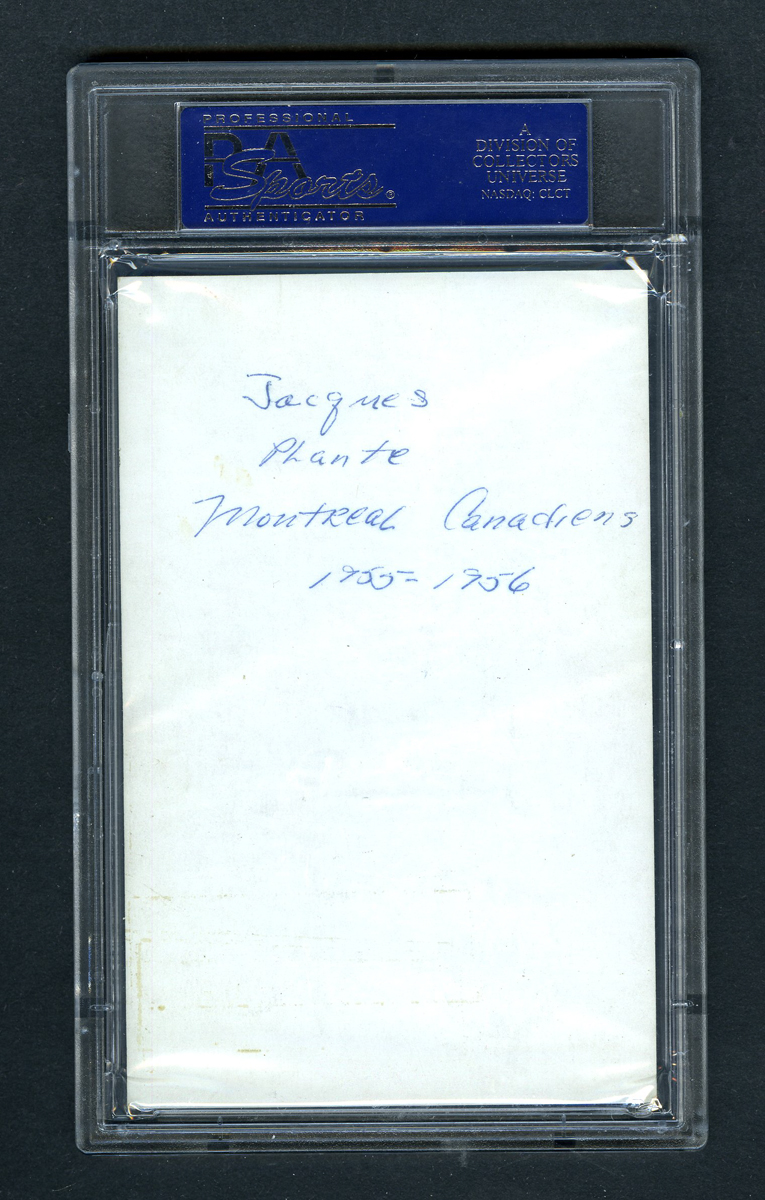 PROFESSIONAL
PSA
Sports®
AUTHENTICATOR
A
DIVISION OF
COLLECTORS
UNIVERSE
NASDAQ: CLCT
Jacques
Plante
Montreal Canadiens
1955-1956